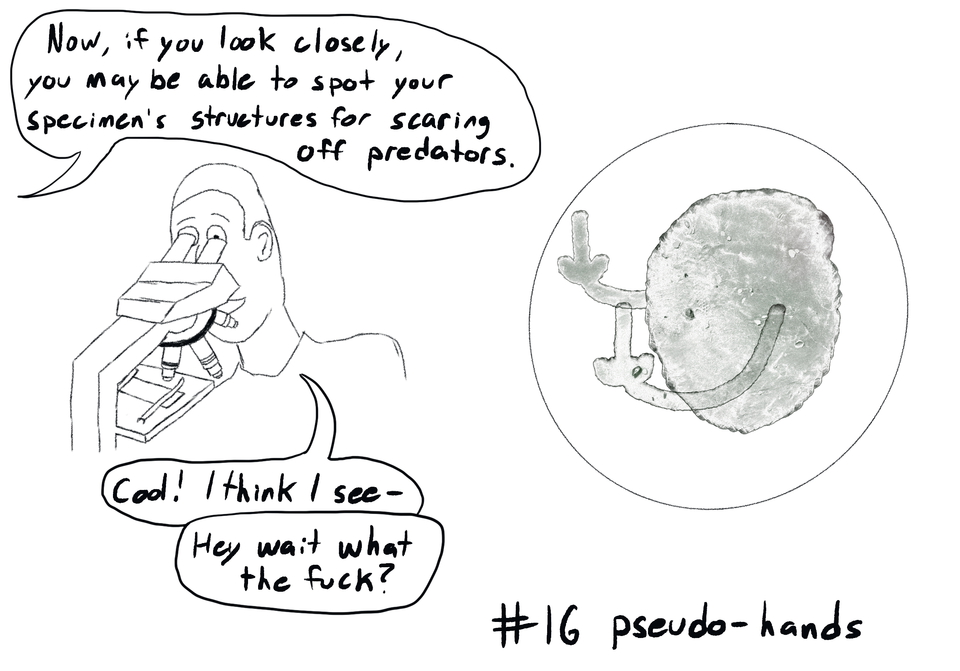 Now, if you look closely,
you may be able to spot your
specimen's structures for scaring
off predators.
Cool! I think I see-
Hey wait what
the fuck?
#16 pseudo-hands